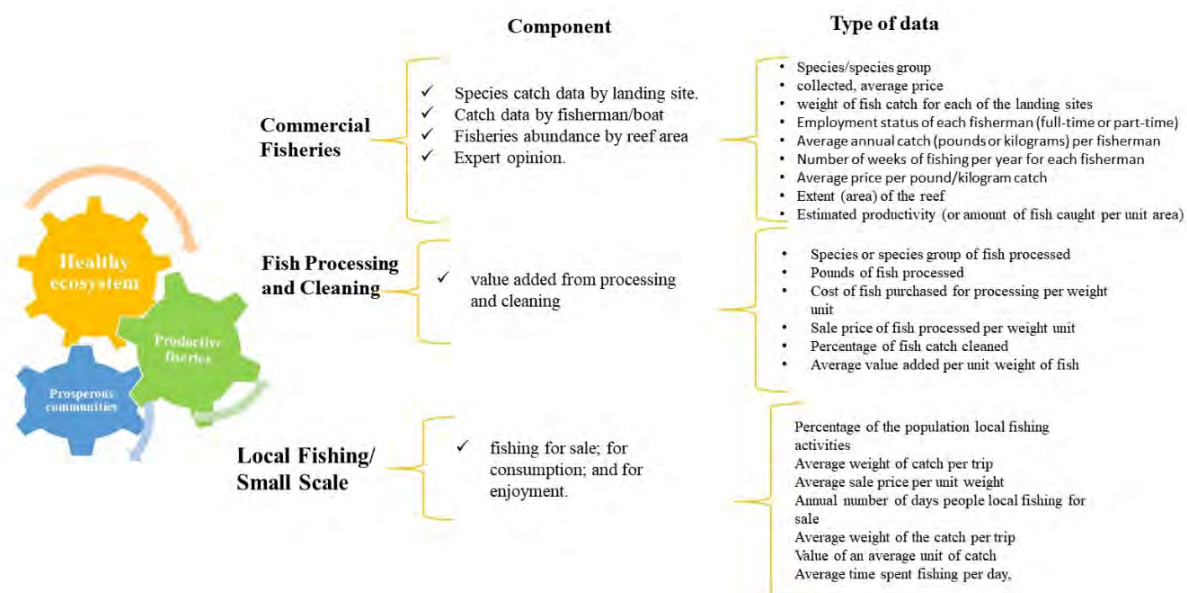 Component
Type of data
Healthy
ecosystem
Productive
fiseries
Prosperous
communities
Commercial
Fisheries
✓ Species catch data by landing site.
✓ Catch data by fisherman/boat
✓ Fisheries abundance by reef area
✓ Expert opinion.
• Species/species group
• collected, average price
• weight of fish catch for each of the landing sites
• Employment status of each fisherman (full-time or part-time)
• Average annual catch (pounds or kilograms) per fisherman
• Number of weeks of fishing per year for each fisherman
• Average price per pound/kilogram catch
• Extent (area) of the reef
• Estimated productivity (or amount of fish caught per unit area)
Fish Processing
and Cleaning
✓ value added from processing
and cleaning
• Species or species group of fish processed
• Pounds of fish processed
• Cost of fish purchased for processing per weight
unit
• Sale price of fish processed per weight unit
• Percentage of fish catch cleaned
• Average value added per unit weight of fish
Local Fishing/
Small Scale
✓ fishing for sale; for
consumption; and for
enjoyment.
Percentage of the population local fishing
activities
Average weight of catch per trip
Average sale price per unit weight
Annual number of days people local fishing for
sale
Average weight of the catch per trip
Value of an average unit of catch
Average time spent fishing per day,